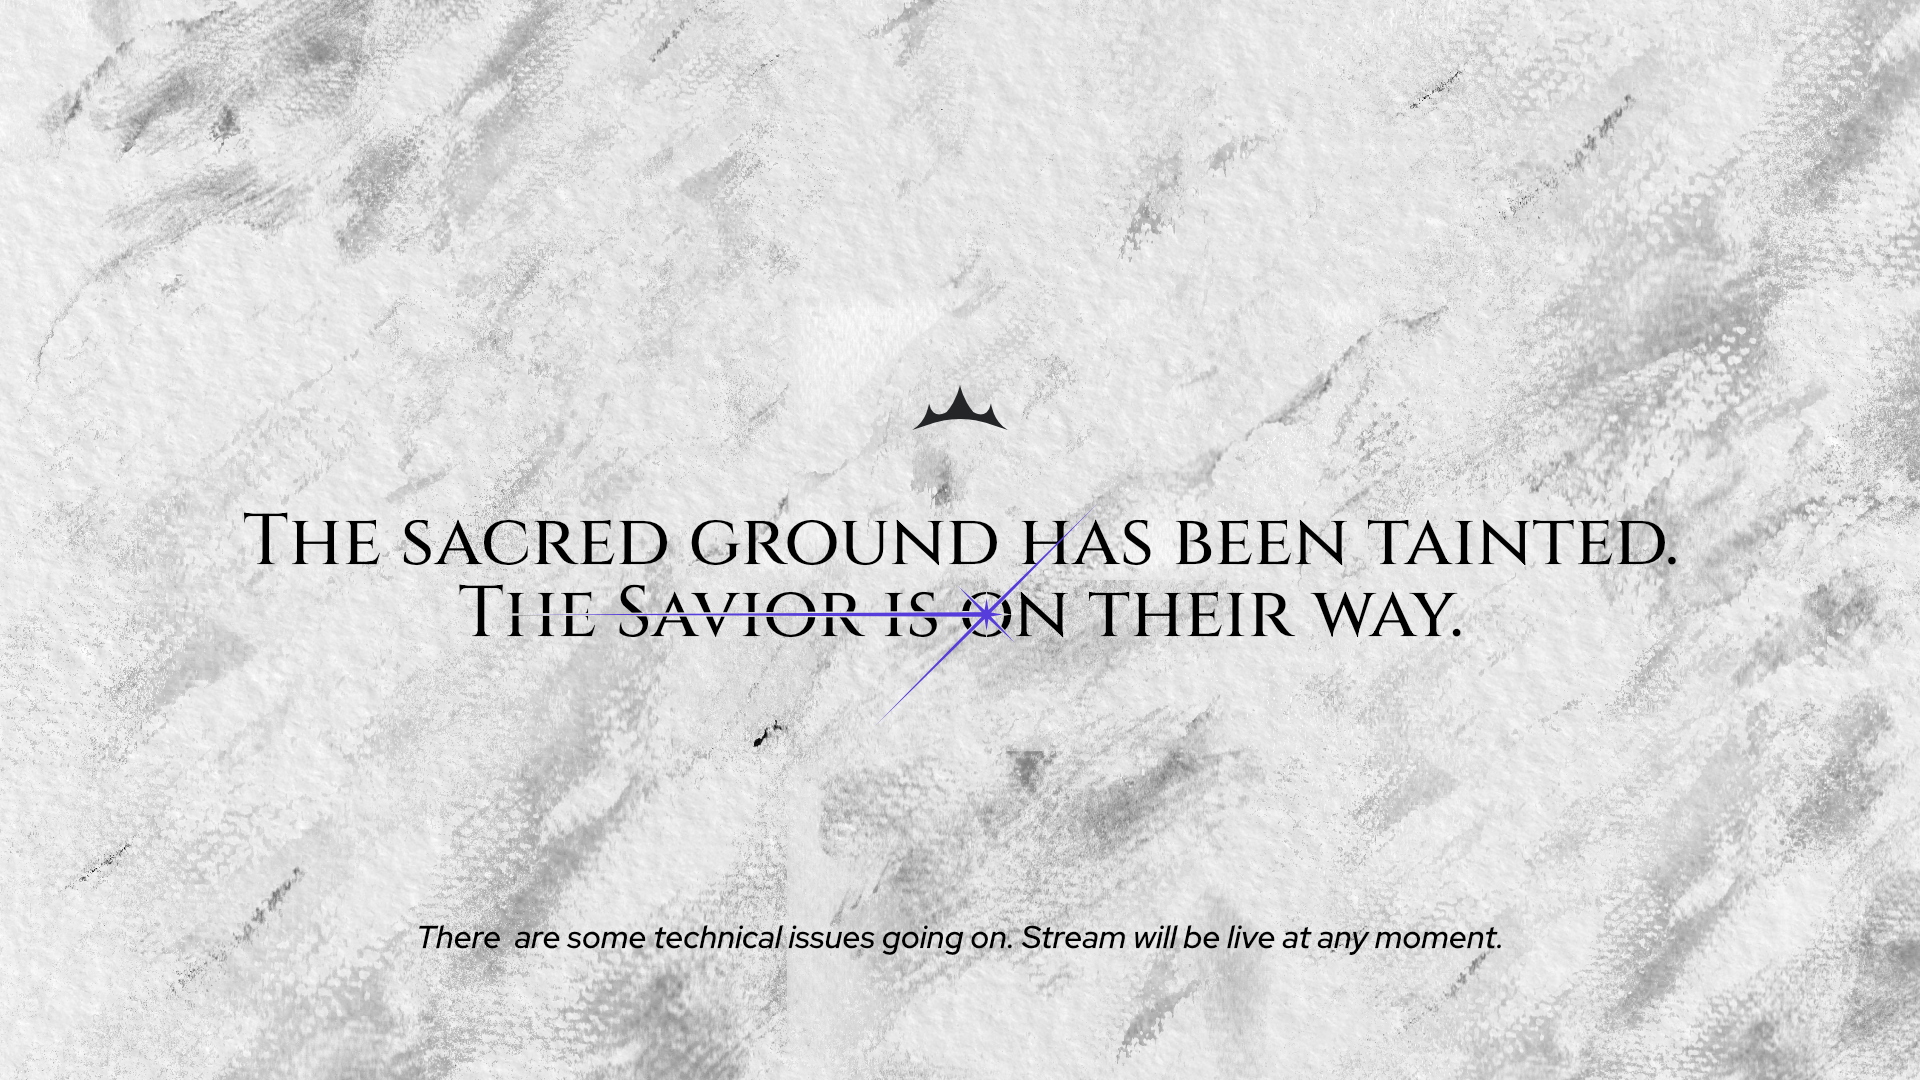 The sacred ground has been tainted.
The Savior is on their way.
There  are some technical issues going on. Stream will be live at any moment.